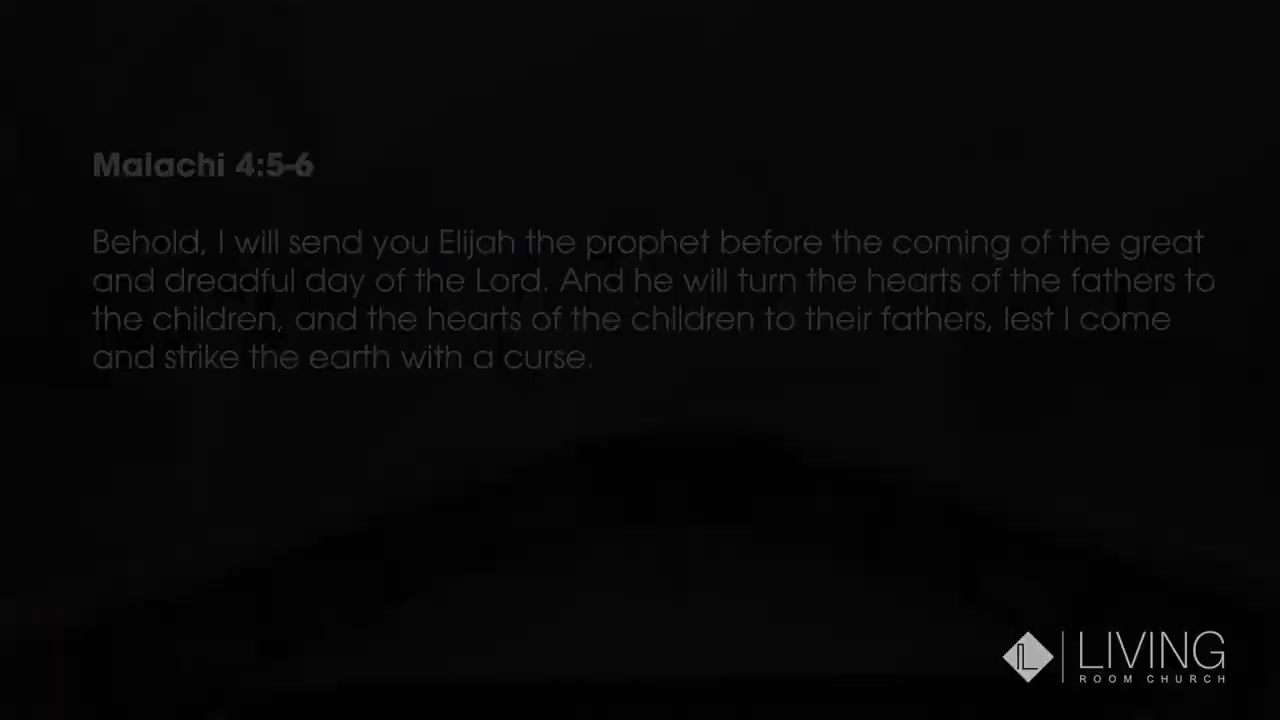 Malachi 4:5-6
Behold, I will send you Elijah the prophet before the coming of the great
and dreadful day of the Lord. And he will turn the hearts of the fathers to
the children, and the hearts of the children to their fathers, lest I come
and strike the earth with a curse.
LIVING
ROOM CHURCH